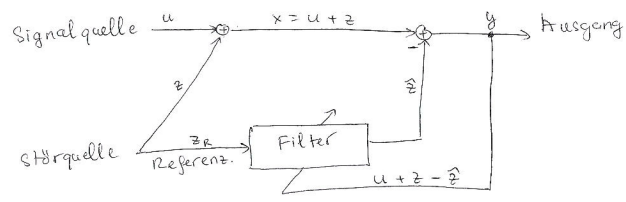 Signalquelle u x = u + z y Ausgang
+ - +
z ẑ
Störquelle z_R Filter
Referenz.
u + z - ẑ